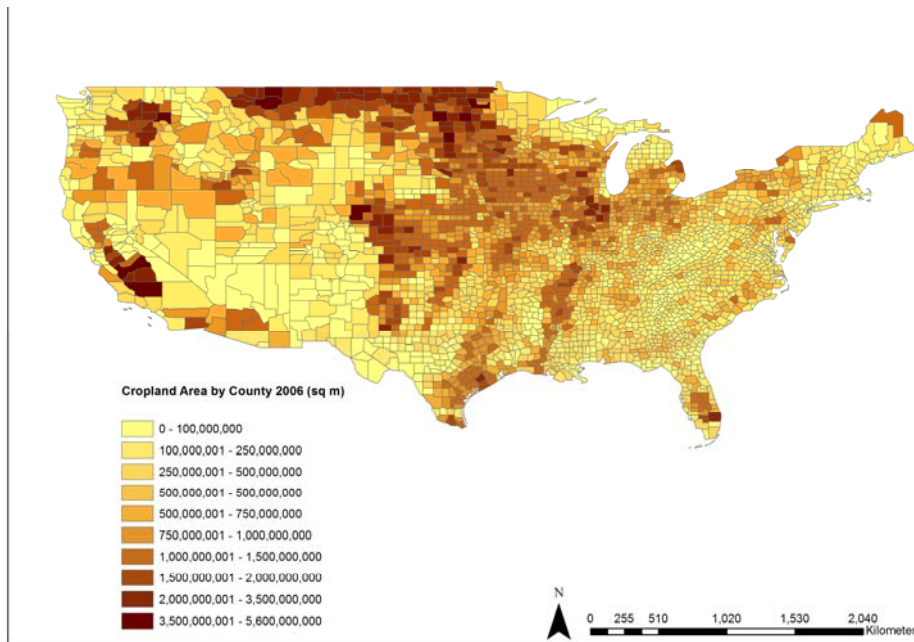 Cropland Area by County 2006 (sq m)
0 - 100,000,000
100,000,001 - 250,000,000
250,000,001 - 500,000,000
500,000,001 - 500,000,000
500,000,001 - 750,000,000
750,000,001 - 1,000,000,000
1,000,000,001 - 1,500,000,000
1,500,000,001 - 2,000,000,000
2,000,000,001 - 3,500,000,000
3,500,000,001 - 5,600,000,000
N
0 255 510 1,020 1,530 2,040
Kilometer